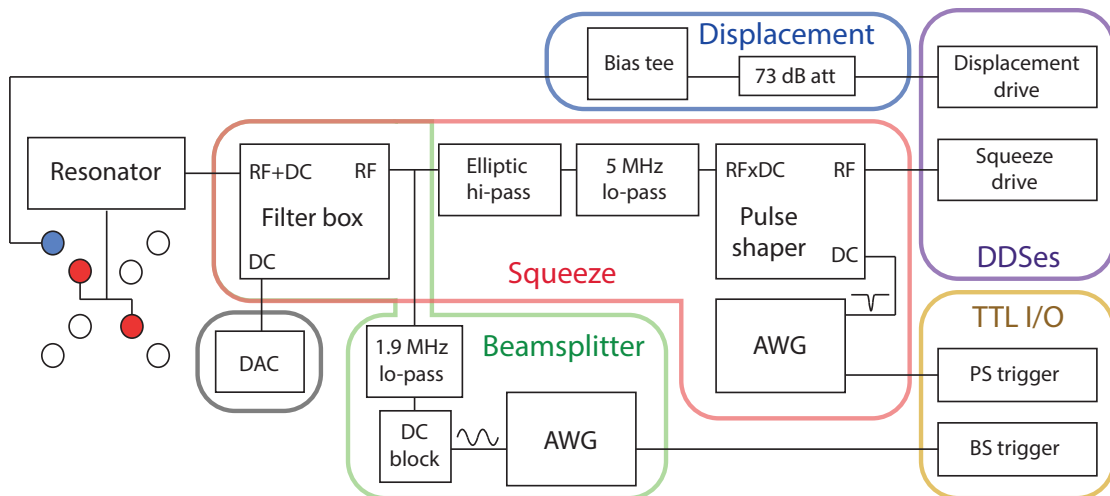 Displacement
Bias tee
73 dB att
Displacement
drive
Resonator
RF+DC
RF
Filter box
DC
Elliptic
hi-pass
5 MHz
lo-pass
RFxDC
RF
Pulse
shaper
DC
Squeeze
drive
DDSes
Squeeze
TTL I/O
DAC
1.9 MHz
lo-pass
Beamsplitter
AWG
PS trigger
DC
block
AWG
BS trigger